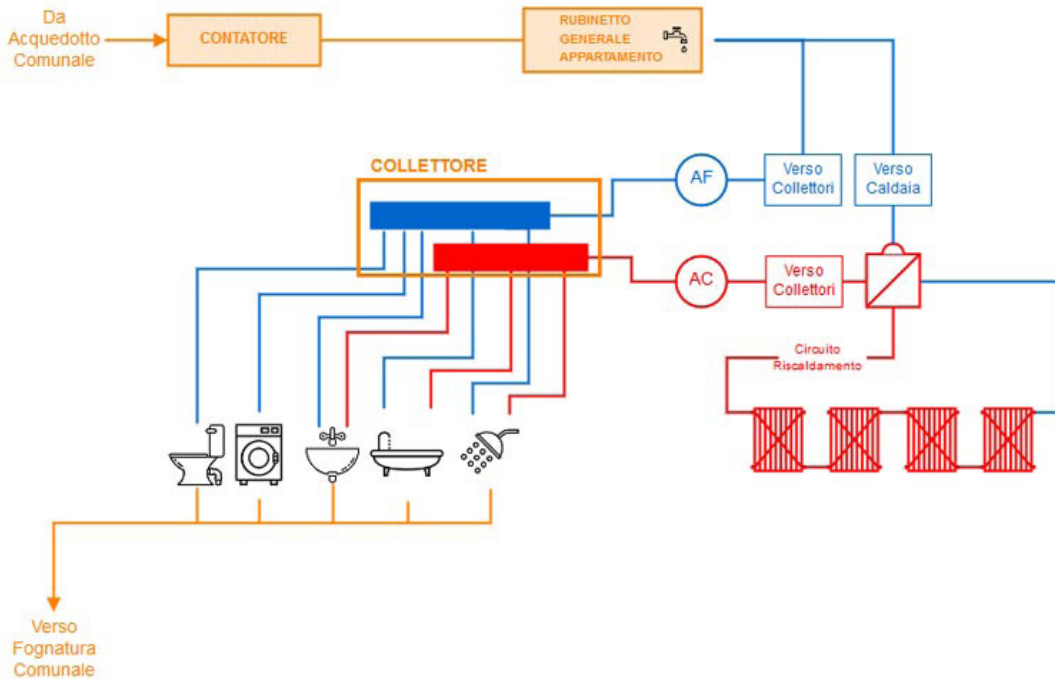 Da
Acquedotto
Comunale
CONTATORE
RUBINETTO
GENERALE
APPARTAMENTO
COLLETTORE
AF
Verso
Collettori
Verso
Caldaia
AC
Verso
Collettori
Circuito
Riscaldamento
Verso
Fognatura
Comunale